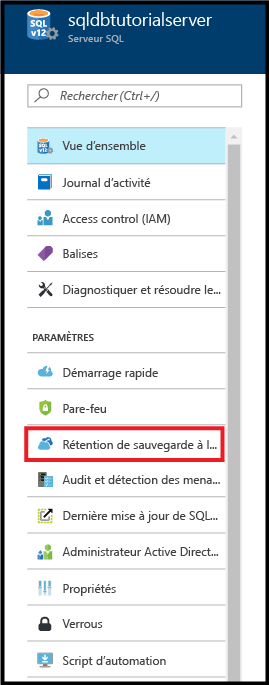 SQL
v12
sqldbtutorialserver
Serveur SQL
Rechercher (Ctrl+/)
Vue d'ensemble
Journal d'activité
Access control (IAM)
Balises
Diagnostiquer et résoudre le...
PARAMÈTRES
Démarrage rapide
Pare-feu
Rétention de sauvegarde à l...
Audit et détection des mena...
Dernière mise à jour de SQL...
Administrateur Active Direct...
Propriétés
Verrous
Script d'automation